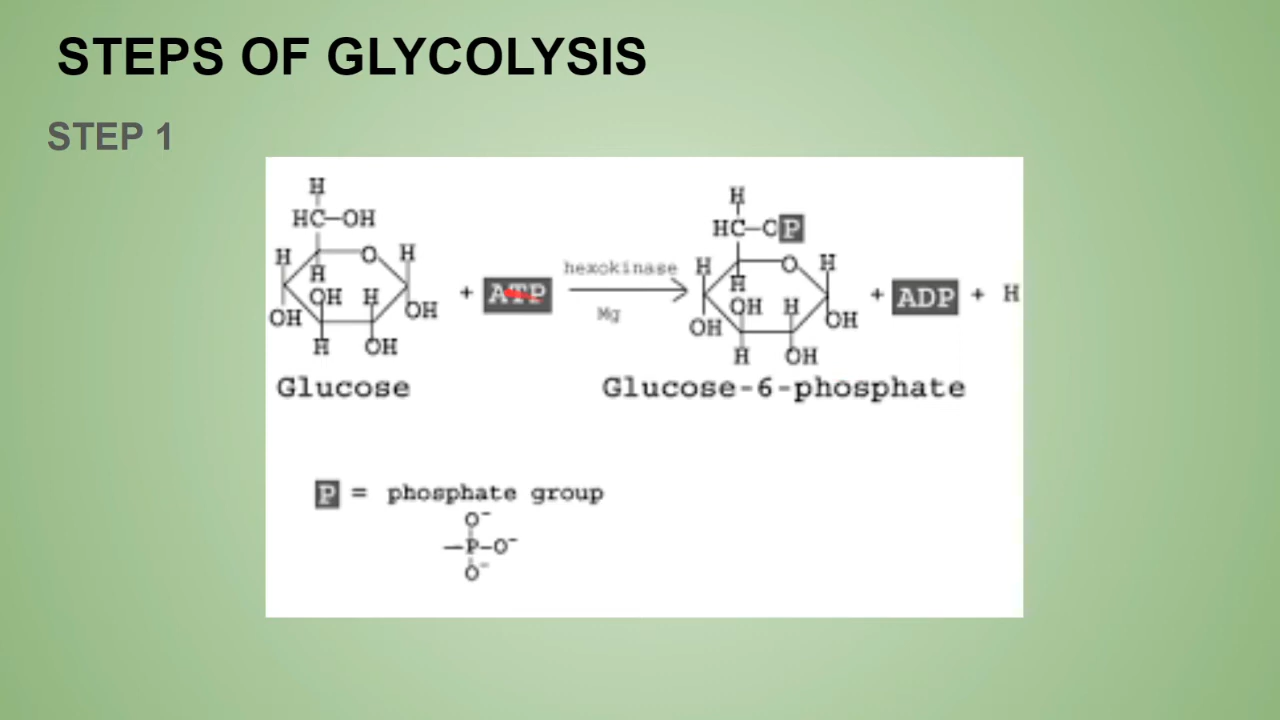 STEPS OF GLYCOLYSIS
STEP 1
H
HC–OH
H O H
H
OH H
OH OH
H OH
Glucose
+ ATP
hexokinase
Mg
H
HC–O P
H O H
H
OH H
OH OH
H OH
Glucose-6-phosphate
+ ADP + H
P = phosphate group
O⁻
–P–O⁻
O⁻